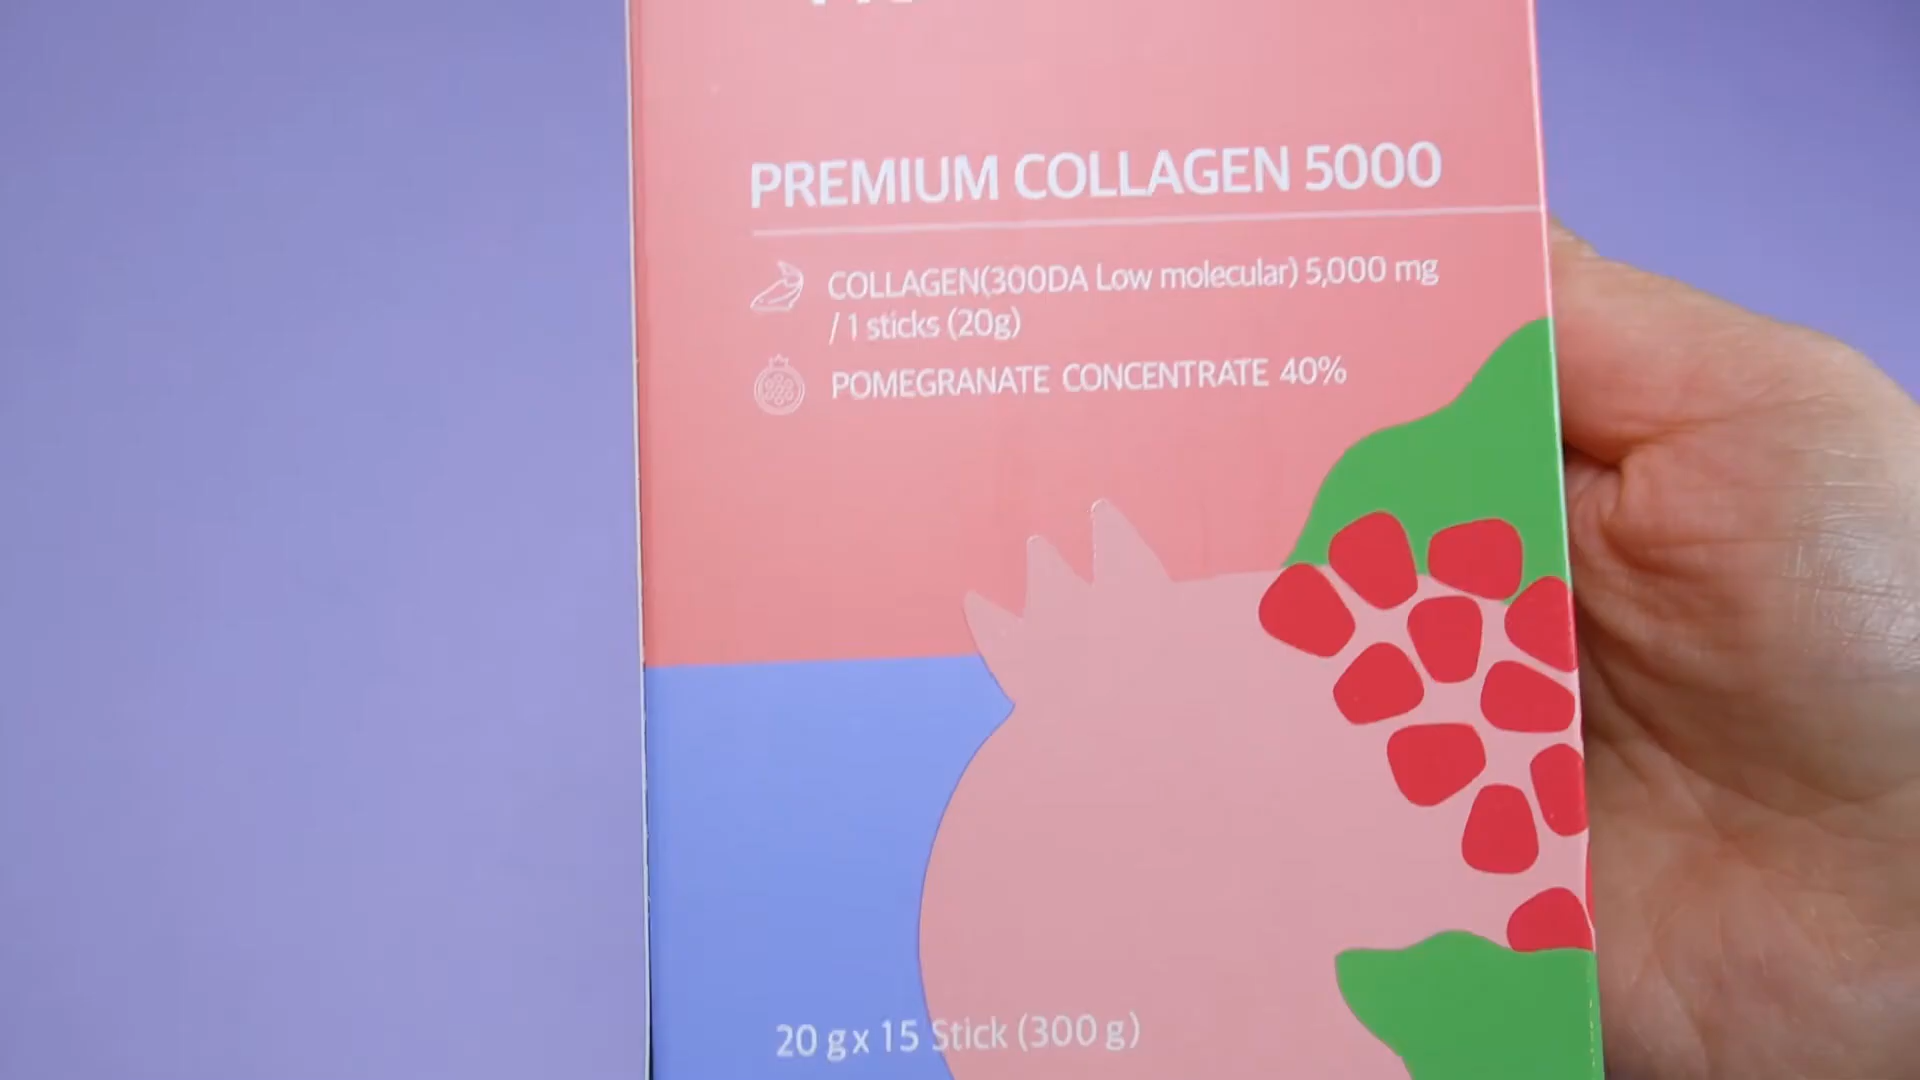 PREMIUM COLLAGEN 5000
COLLAGEN(300DA Low molecular) 5,000 mg
/ 1 sticks (20g)
POMEGRANATE CONCENTRATE 40%
20 g x 15 Stick (300 g)